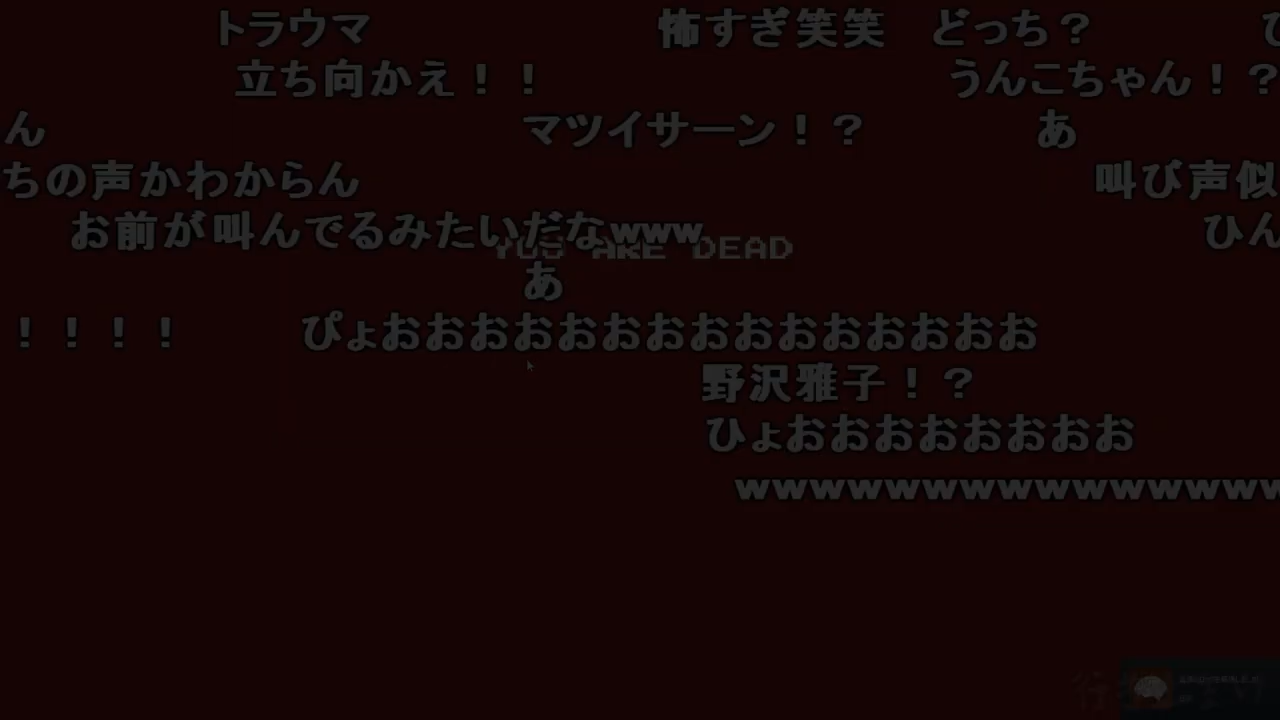 トラウマ 怖すぎ笑笑 どっち？ ひ
立ち向かえ！！ うんこちゃん！？
ん マツイサーン！？ あ
ちの声かわからん 叫び声似
お前が叫んでるみたいだなwww ひん
YOU ARE DEAD
あ
！！！！ ぴょおおおおおおおおおおおおおおお
野沢雅子！？
ひょおおおおおおおお
wwwwwwwwwwwwwww